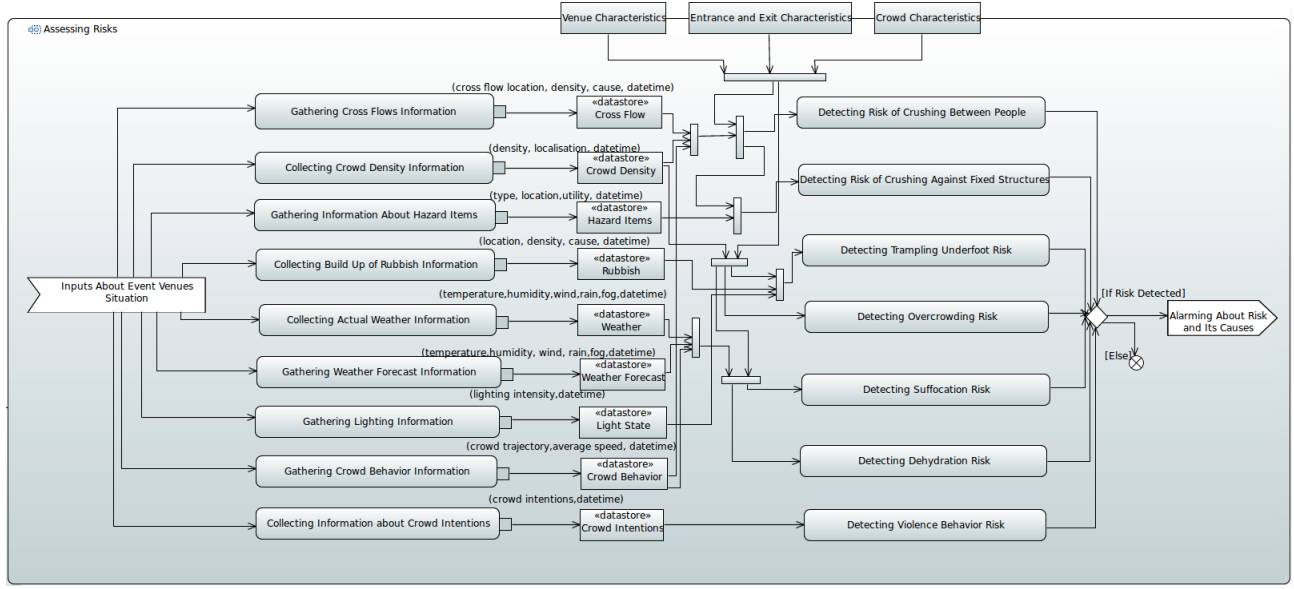 Venue Characteristics
Entrance and Exit Characteristics
Crowd Characteristics
Assessing Risks
(cross flow location, density, cause, datetime)
Gathering Cross Flows Information
«datastore»
Cross Flow
Detecting Risk of Crushing Between People
(density, localisation, datetime)
Collecting Crowd Density Information
«datastore»
Crowd Density
Detecting Risk of Crushing Against Fixed Structures
(type, location,utility, datetime)
Gathering Information About Hazard Items
«datastore»
Hazard Items
(location, density, cause, datetime)
Collecting Build Up of Rubbish Information
«datastore»
Rubbish
Detecting Trampling Underfoot Risk
Inputs About Event Venues
Situation
(temperature,humidity,wind,rain,fog,datetime)
Collecting Actual Weather Information
«datastore»
Weather
Detecting Overcrowding Risk
[If Risk Detected]
Alarming About Risk
and Its Causes
[Else]
(temperature,humidity, wind, rain,fog,datetime)
Gathering Weather Forecast Information
«datastore»
Weather Forecast
Detecting Suffocation Risk
(lighting intensity,datetime)
Gathering Lighting Information
«datastore»
Light State
(crowd trajectory,average speed, datetime)
Gathering Crowd Behavior Information
«datastore»
Crowd Behavior
Detecting Dehydration Risk
(crowd intentions,datetime)
Collecting Information about Crowd Intentions
«datastore»
Crowd Intentions
Detecting Violence Behavior Risk